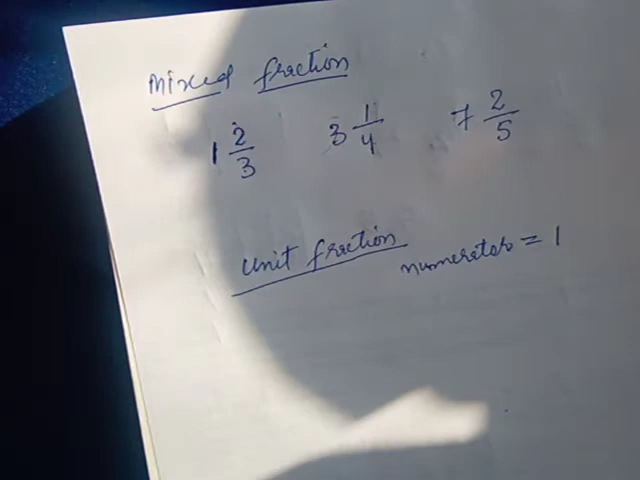 Mixed fraction
1 2/3 3 1/4 7 2/5
Unit fraction
numerator = 1